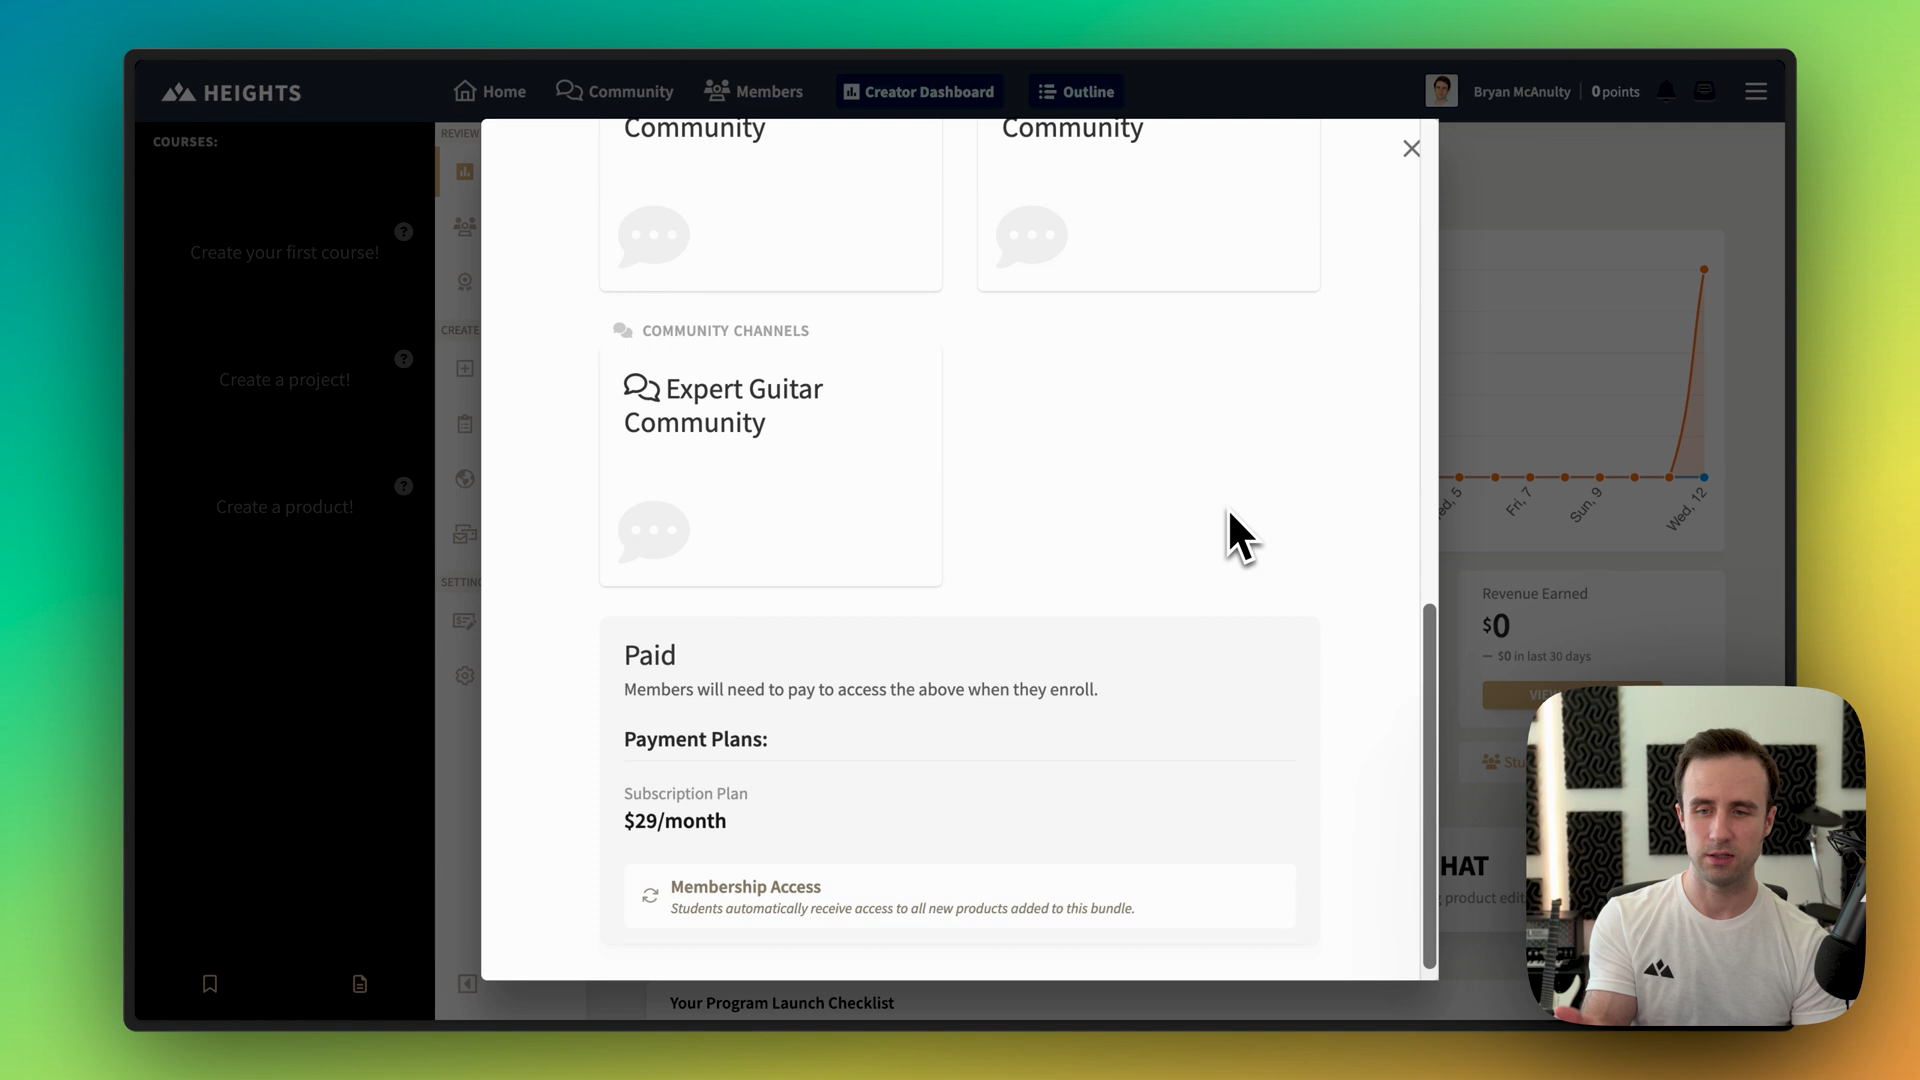 HEIGHTS
Home
Community
Members
Creator Dashboard
Outline
Bryan McAnulty
0 points
COURSES:
?
Create your first course!
?
Create a project!
?
Create a product!
REVIEW
CREATE
Community
Community
COMMUNITY CHANNELS
Expert Guitar
Community
Paid
Members will need to pay to access the above when they enroll.
Payment Plans:
Subscription Plan
$29/month
Membership Access
Students automatically receive access to all new products added to this bundle.
Fri, 7
Sun, 9
Wed, 12
Revenue Earned
$0
— $0 in last 30 days
Your Program Launch Checklist